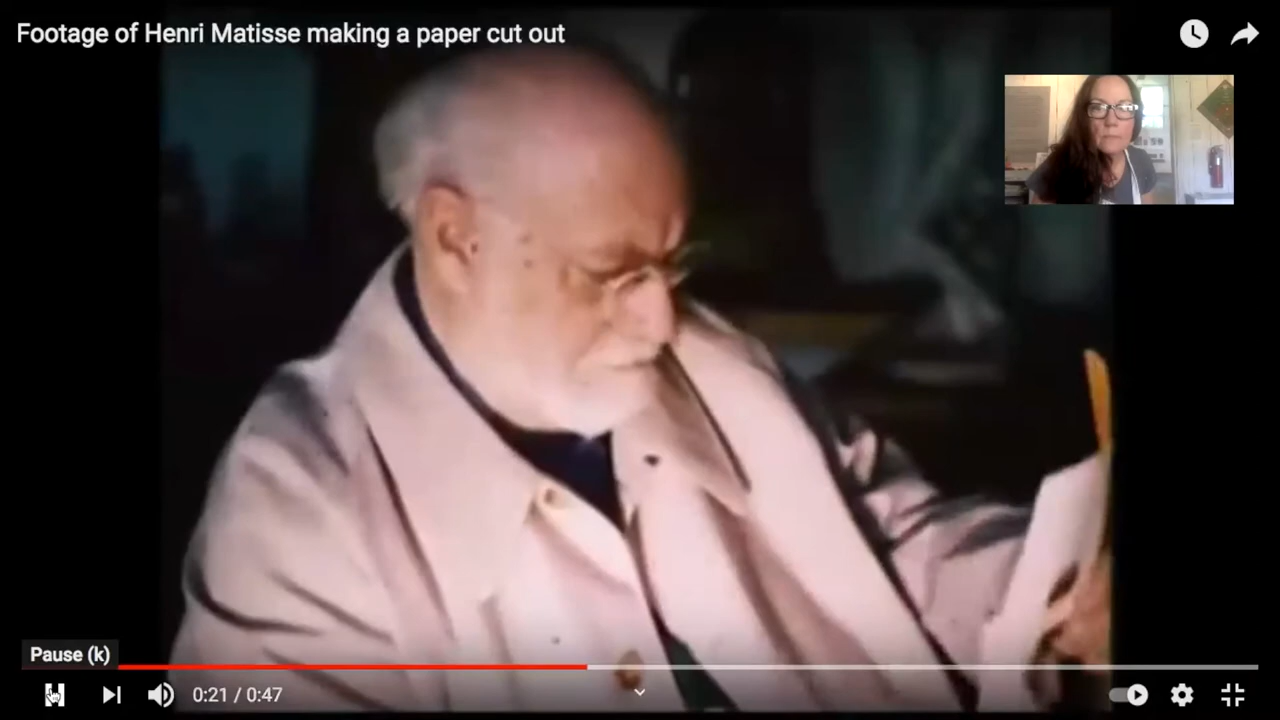 Footage of Henri Matisse making a paper cut out
Pause (k)
0:21 / 0:47